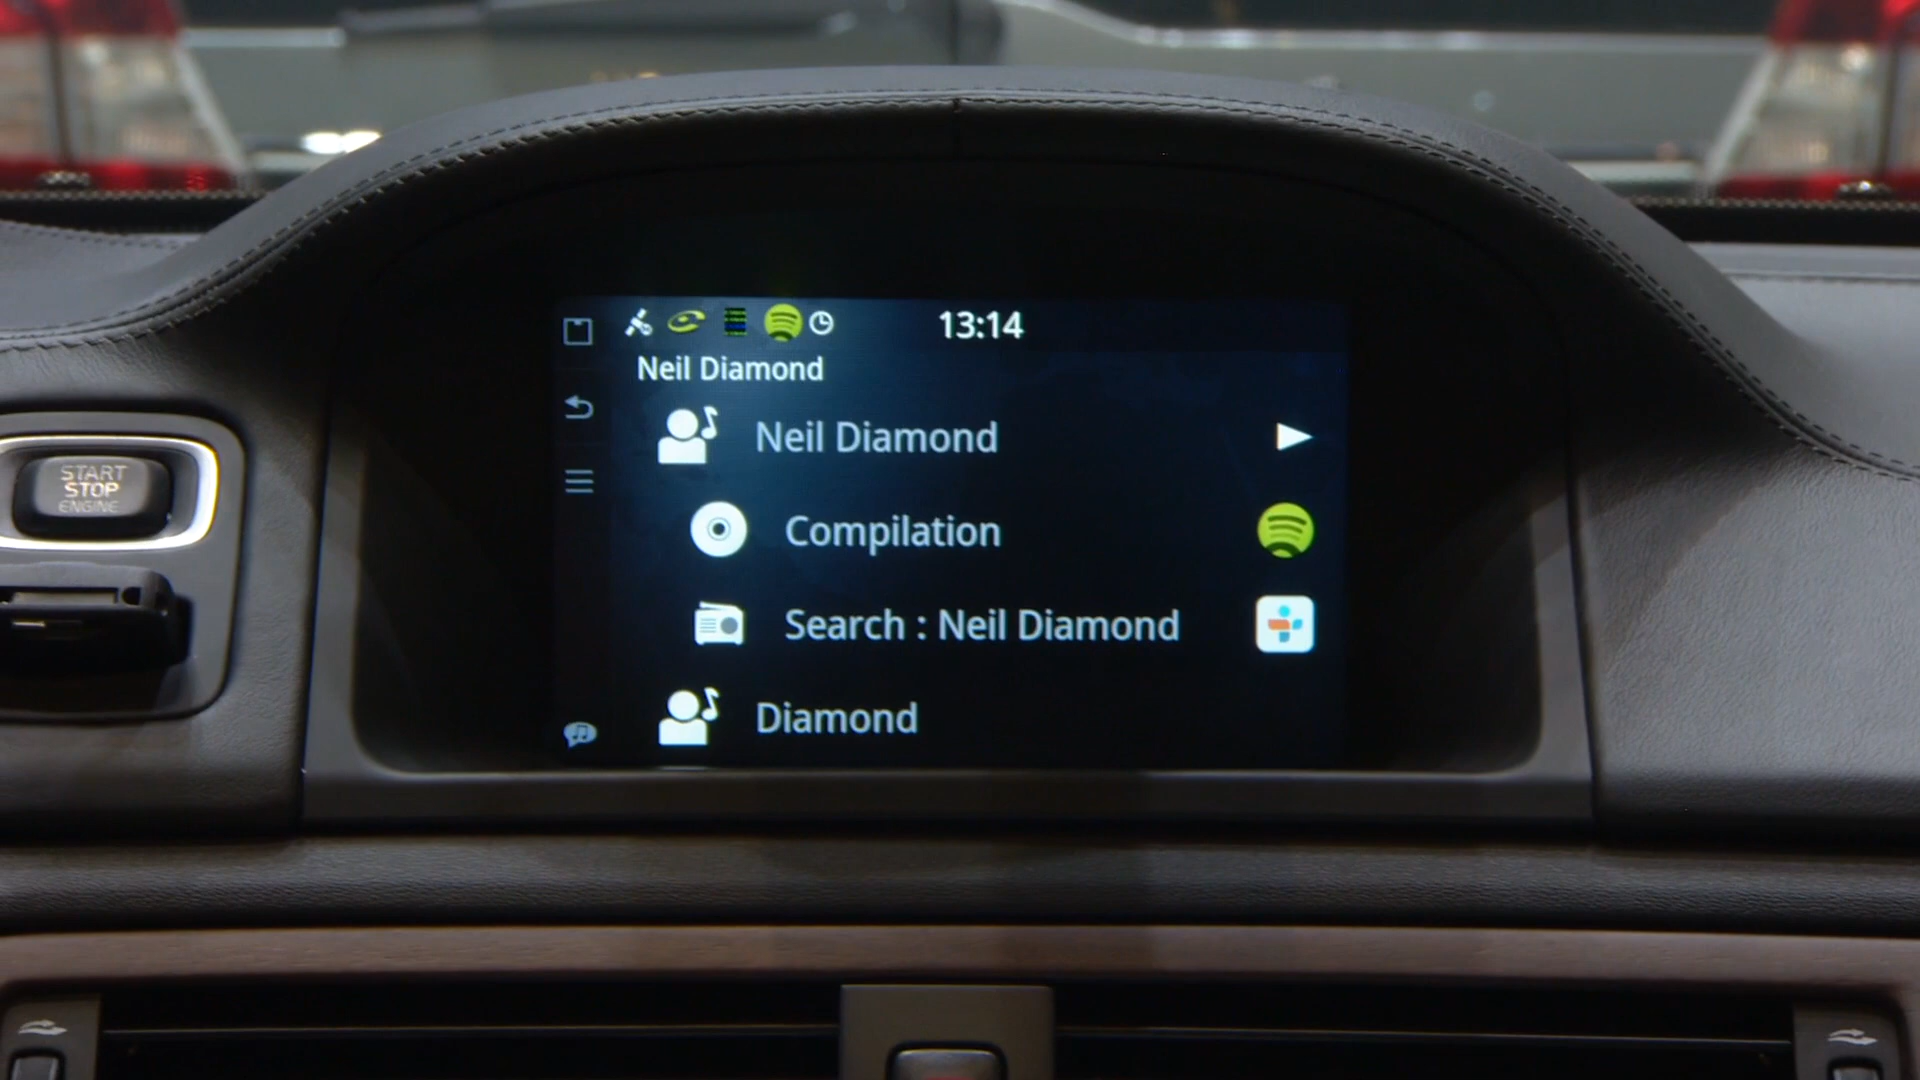 13:14
Neil Diamond
Neil Diamond
Compilation
Search : Neil Diamond
Diamond
START
STOP
ENGINE